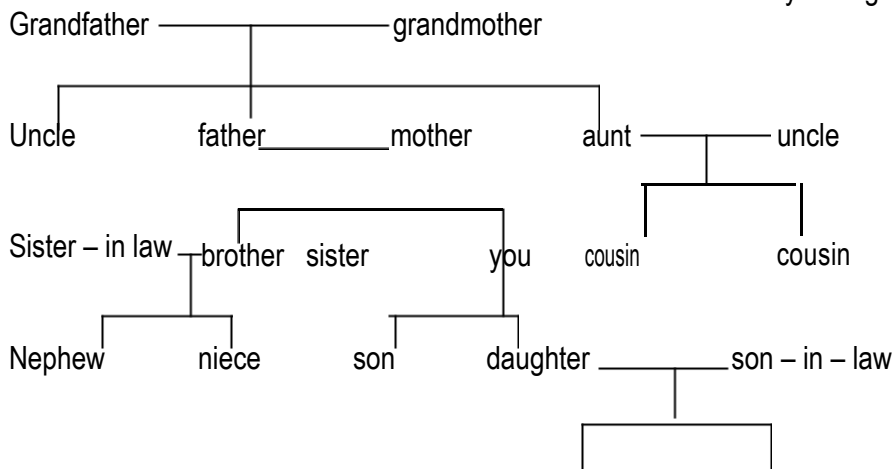 Grandfather grandmother
Uncle father mother aunt uncle
Sister – in law brother sister you cousin cousin
Nephew niece son daughter son – in – law